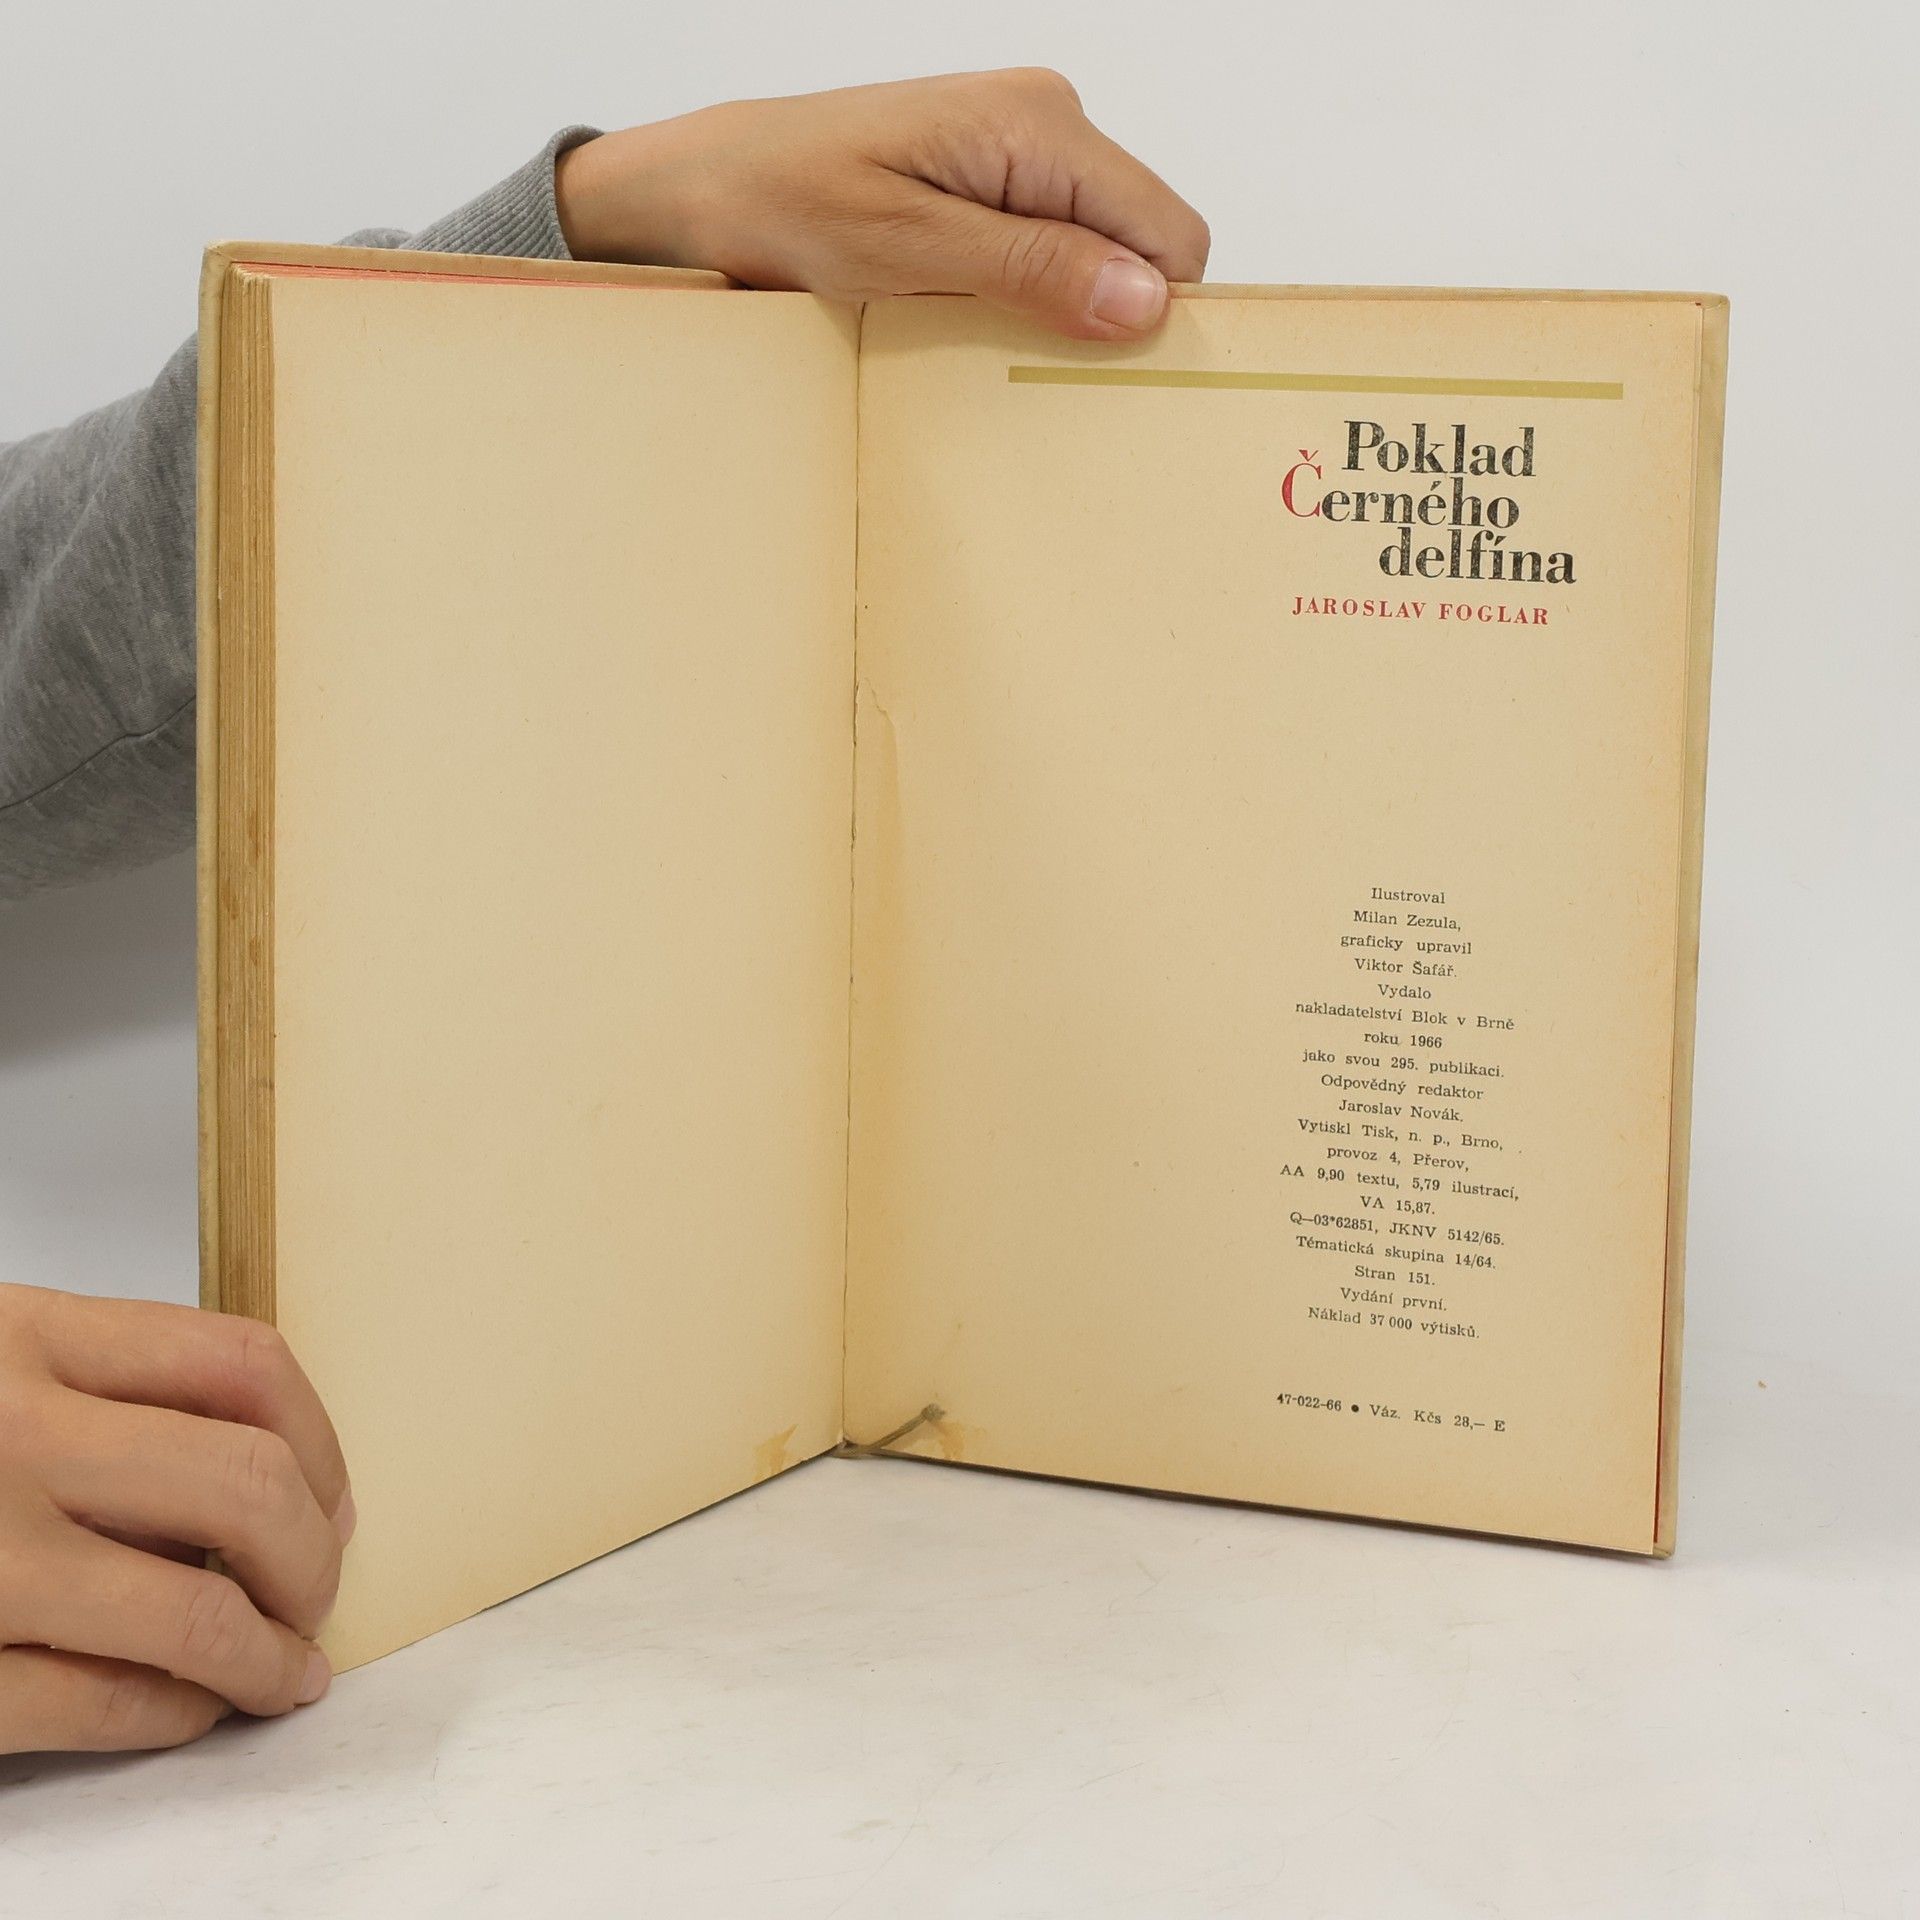 Poklad
Černého
delfína
JAROSLAV FOGLAR
Ilustroval
Milan Zezula,
graficky upravil
Viktor Šafář.
Vydalo
nakladatelství Blok v Brně
roku 1966
jako svou 295. publikaci.
Odpovědný redaktor
Jaroslav Novák.
Vytiskl Tisk, n. p., Brno,
provoz 4, Přerov,
AA 9,90 textu, 5,79 ilustrací,
VA 15,87.
Q—03*62851, JKNV 5142/65.
Tématická skupina 14/64.
Stran 151.
Vydání první.
Náklad 37 000 výtisků.
47-022-66 ● Váz. Kčs 28,— E